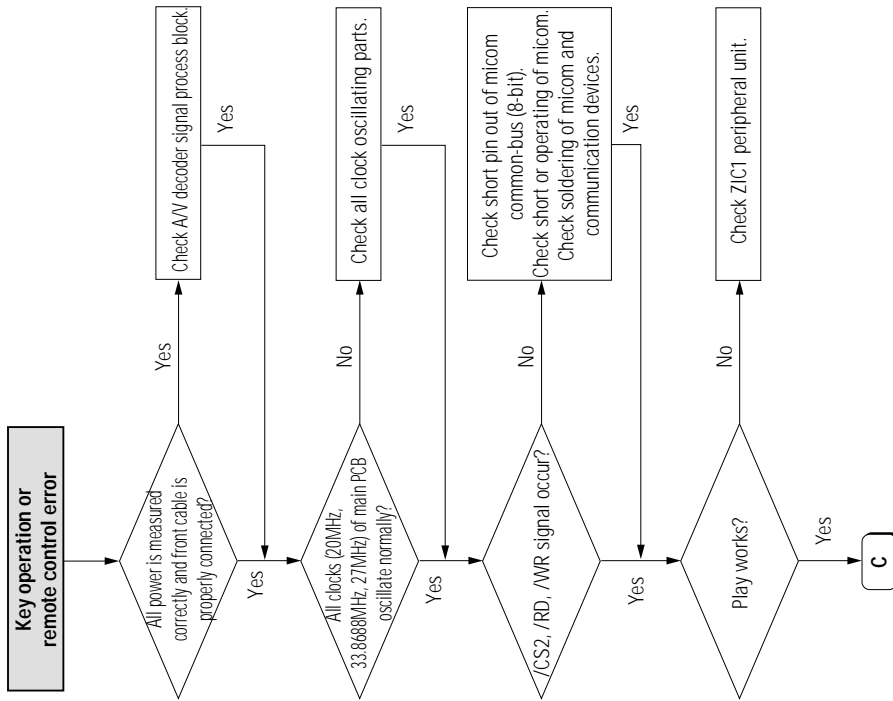 Key operation or
remote control error
All power is measured
correctly and front cable is
properly connected?
Yes
Check A/V decoder signal process block.
Yes
Yes
All clocks (20MHz,
33.8688MHz, 27MHz) of main PCB
oscillate normally?
No
Check all clock oscillating parts.
Yes
Yes
/CS2, /RD, /WR signal occur?
No
Check short pin out of micom
common-bus (8-bit).
Check short or operating of micom.
Check soldering of micom and
communication devices.
Yes
Yes
Play works?
No
Check ZIC1 peripheral unit.
Yes
C